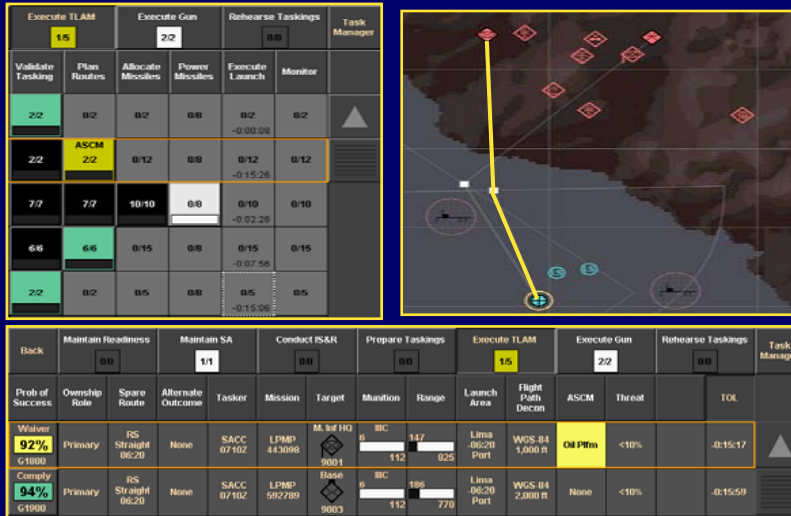 Execute TLAM
1/5
Execute Gun
2/2
Rehearse Taskings
0/0
Task Manager
Validate Tasking
Plan Routes
Allocate Missiles
Power Missiles
Execute Launch
Monitor
2/2 0/2 0/2 0/8 0/2 0/2
-0:00:08
ASCM
2/2 2/2 0/12 0/8 0/12 0/12
-0:15:26
7/7 7/7 10/10 0/8 0/10 0/10
-0:02:26
6/6 6/6 0/15 0/8 0/15 0/15
-0:07:56
2/2 0/2 0/5 0/8 0/5 0/5
-0:15:06
Back
Maintain Readiness
0/0
Maintain SA
1/1
Conduct IS&R
0/0
Prepare Taskings
0/0
Execute TLAM
1/5
Execute Gun
2/2
Rehearse Taskings
0/0
Task
Prob of Success
Ownship Role
Spare Route
Alternate Outcome
Tasker
Mission
Target
Munition
Range
Launch Area
Flight Path Decon
ASCM
Threat
TOL
Waiver
92%
G1800
Primary
RS Straight 06:20
None
SACC 0710Z
LPMP 443098
M. Inf HQ
9001
IIIC
6
112
147
825
Lima -06:20 Port
WGS-84 1,000 ft
Oil Plfm
<10%
-0:15:17
Comply
94%
G1900
Primary
RS Straight 06:20
None
SACC 0710Z
LPMP 592789
Base
9003
IIIC
6
112
186
770
Lima -06:20 Port
WGS-84 2,000 ft
None
<10%
-0:15:59